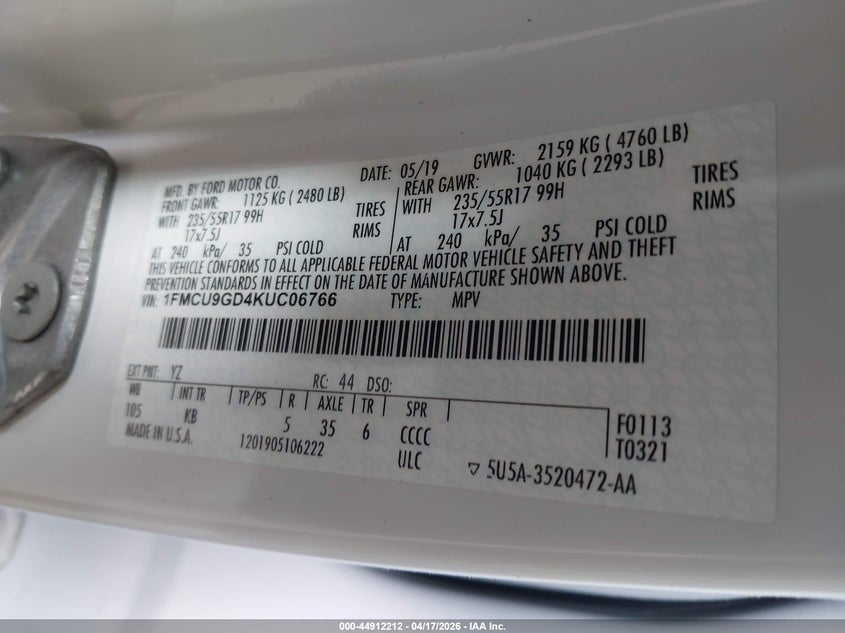 MFD. BY FORD MOTOR CO. DATE: 05/19 GVWR: 2159 KG ( 4760 LB)
FRONT GAWR: 1125 KG ( 2480 LB) REAR GAWR: 1040 KG ( 2293 LB)
WITH 235/55R17 99H TIRES WITH 235/55R17 99H TIRES
17x7.5J RIMS 17x7.5J RIMS
AT 240 kPa/ 35 PSI COLD AT 240 kPa/ 35 PSI COLD
THIS VEHICLE CONFORMS TO ALL APPLICABLE FEDERAL MOTOR VEHICLE SAFETY AND THEFT
PREVENTION STANDARDS IN EFFECT ON THE DATE OF MANUFACTURE SHOWN ABOVE.
VIN: 1FMCU9GD4KUC06766 TYPE: MPV
EXT PNT: YZ RC: 44 DSO:
WB INT TR TP/PS R AXLE TR SPR
105 KB 5 35 6 CCCC F0113
MADE IN U.S.A. 1201905106222 ULC T0321
5U5A-3520472-AA
000-44912212 - 04/17/2026 - IAA Inc.